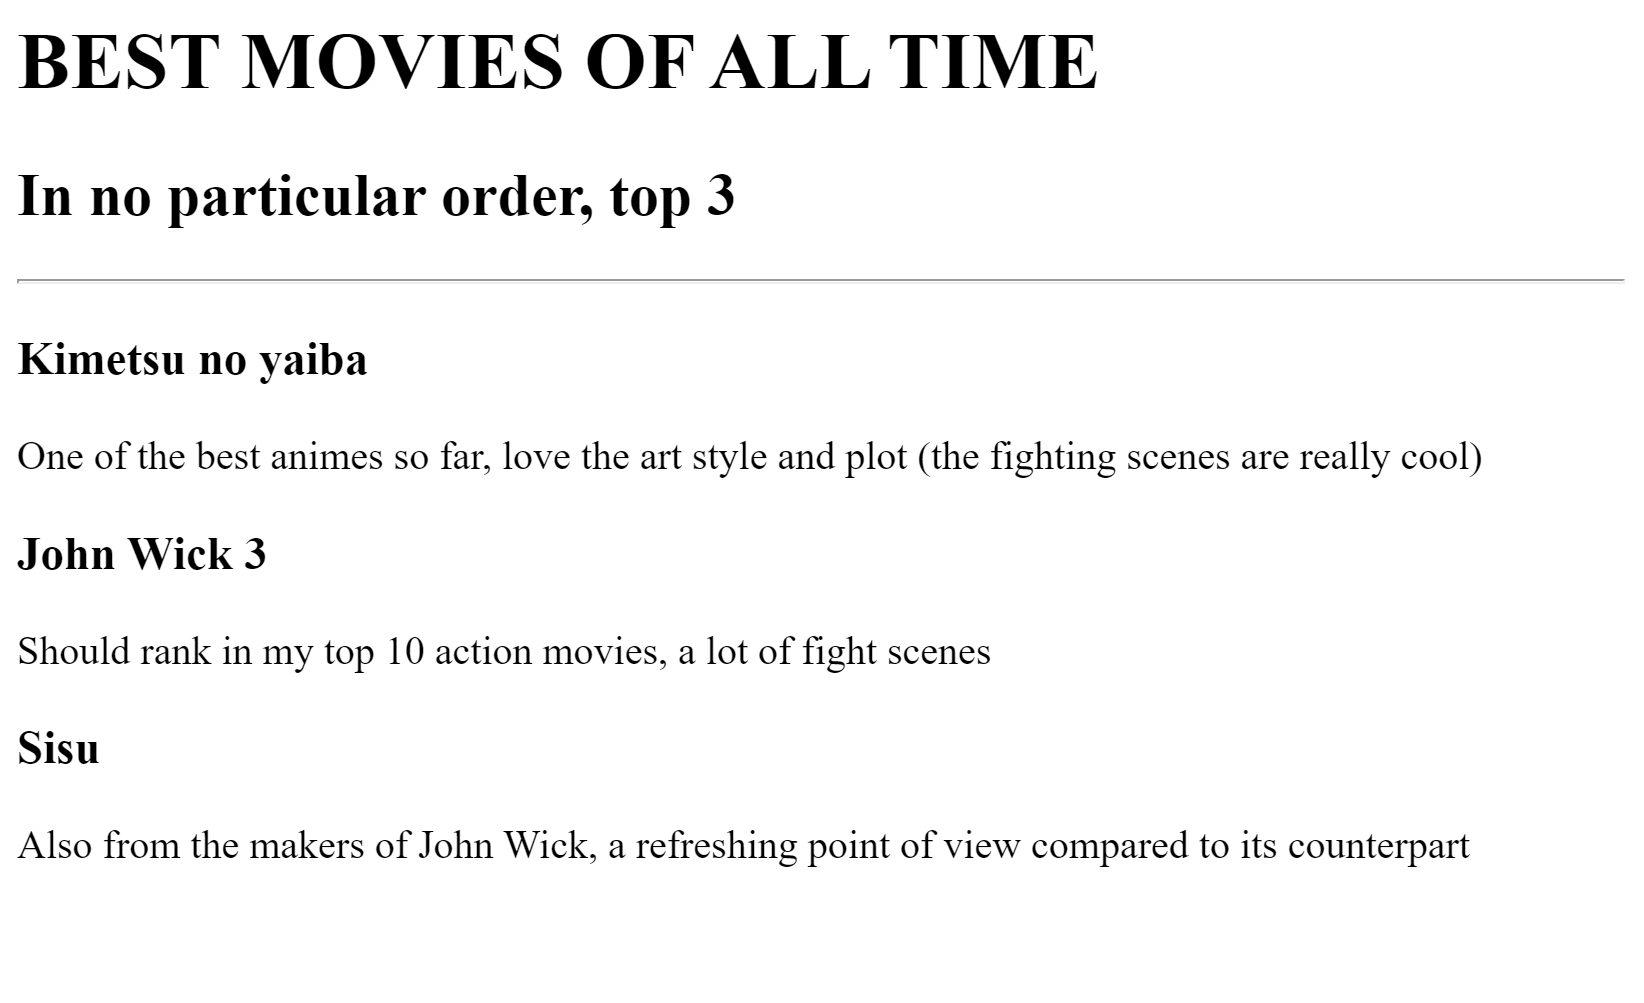 BEST MOVIES OF ALL TIME
In no particular order, top 3
Kimetsu no yaiba
One of the best animes so far, love the art style and plot (the fighting scenes are really cool)
John Wick 3
Should rank in my top 10 action movies, a lot of fight scenes
Sisu
Also from the makers of John Wick, a refreshing point of view compared to its counterpart